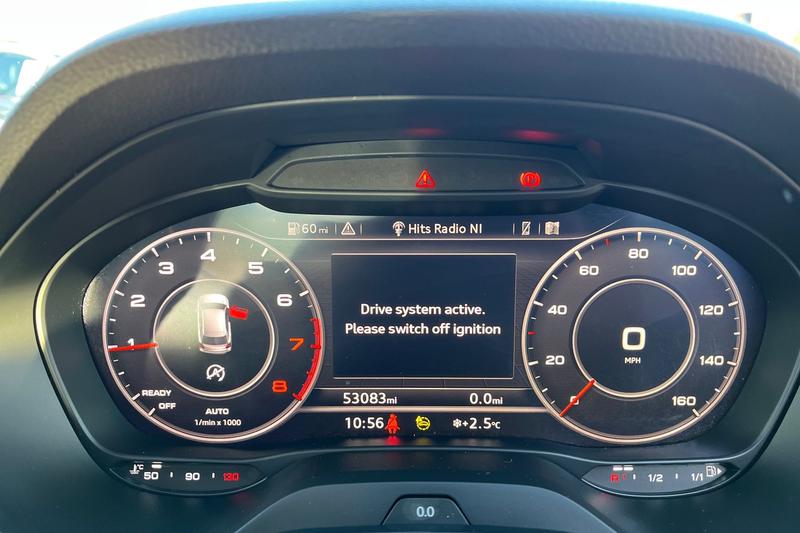 60 mi Hits Radio NI
4
3 5
2 6
1 7
8
READY
OFF
AUTO
1/min x 1000
Drive system active.
Please switch off ignition
80
60 100
40 120
20 140
0 160
0
MPH
53083mi 0.0mi
10:56 +2.5°C
°C 50 90 130
R 1/2 1/1
0.0